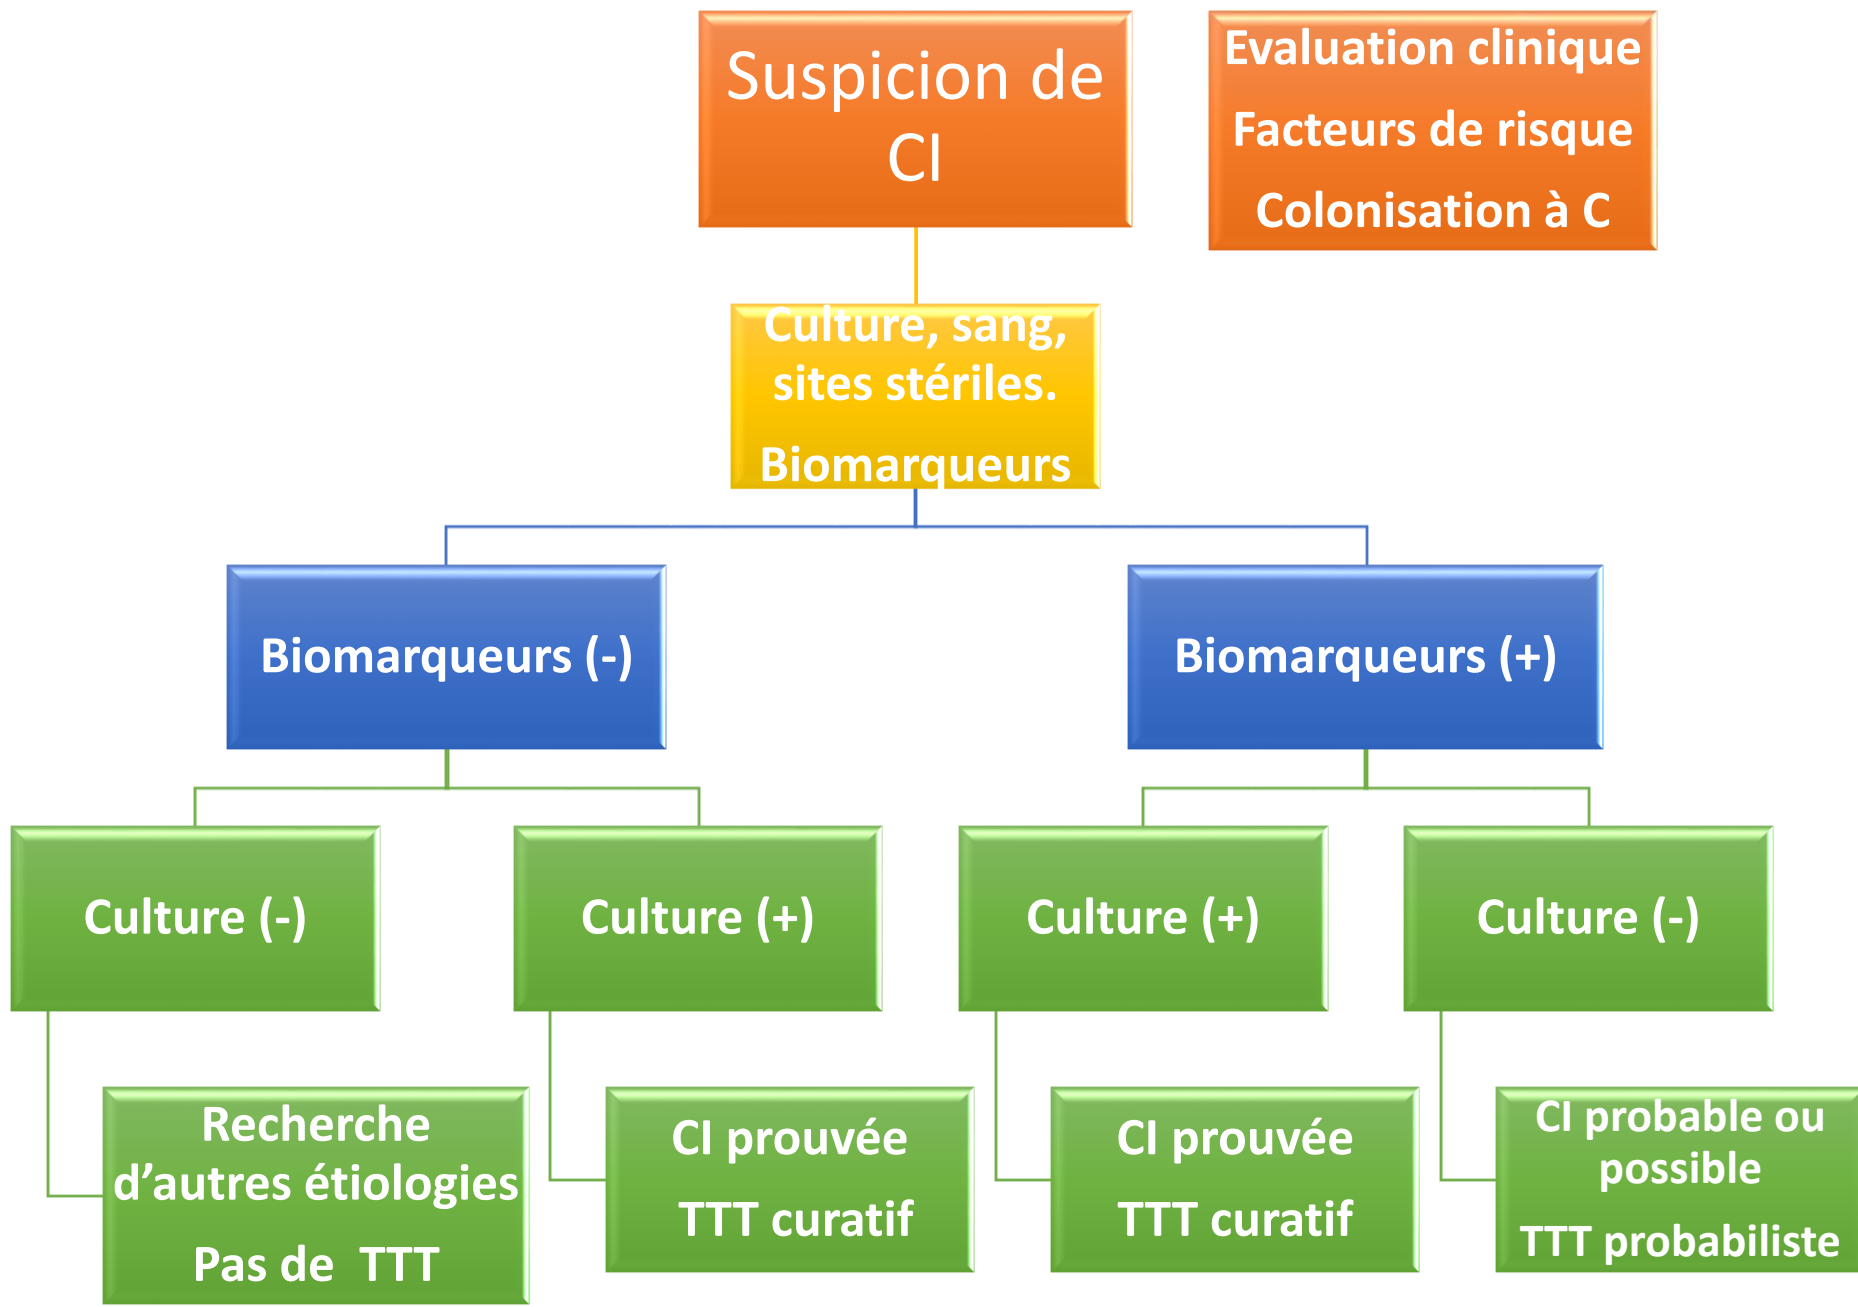 Suspicion de
CI
Evaluation clinique
Facteurs de risque
Colonisation à C
Culture, sang,
sites stériles.
Biomarqueurs
Biomarqueurs (-)
Biomarqueurs (+)
Culture (-)
Culture (+)
Culture (+)
Culture (-)
Recherche
d’autres étiologies
Pas de  TTT
CI prouvée
TTT curatif
CI prouvée
TTT curatif
CI probable ou
possible
TTT probabiliste